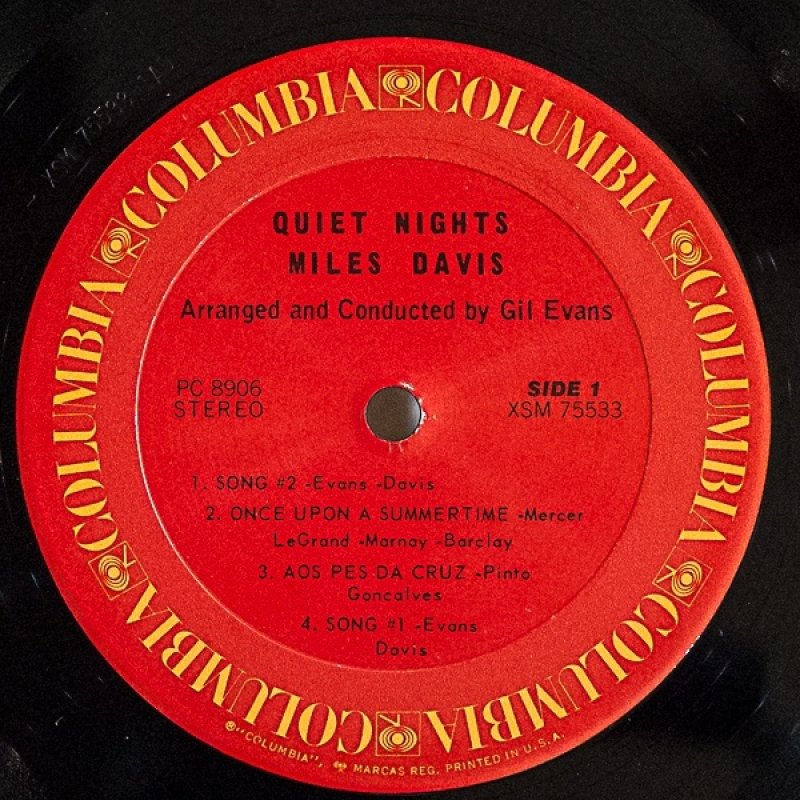 COLUMBIA COLUMBIA COLUMBIA COLUMBIA COLUMBIA COLUMBIA
QUIET NIGHTS
MILES DAVIS
Arranged and Conducted by Gil Evans
PC 8906
STEREO
SIDE 1
XSM 75533
1. SONG #2 -Evans -Davis
2. ONCE UPON A SUMMERTIME -Mercer
LeGrand -Marnay -Barclay
3. AOS PES DA CRUZ -Pinto
Goncalves
4. SONG #1 -Evans
Davis
®"COLUMBIA", MARCAS REG. PRINTED IN U.S.A.